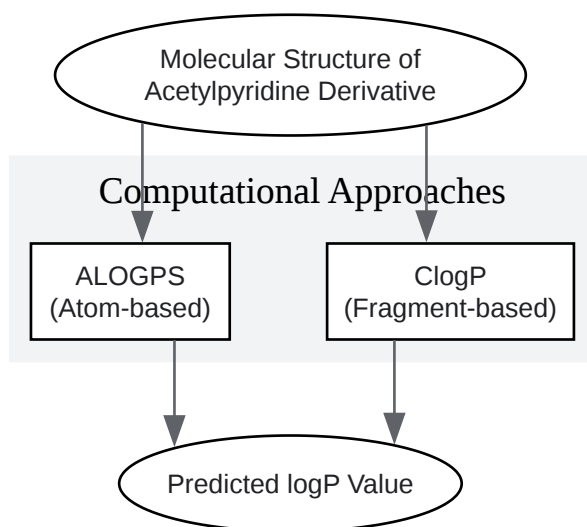 Molecular Structure of
Acetylpyridine Derivative
Computational Approaches
ALOGPS
(Atom-based)
ClogP
(Fragment-based)
Predicted logP Value